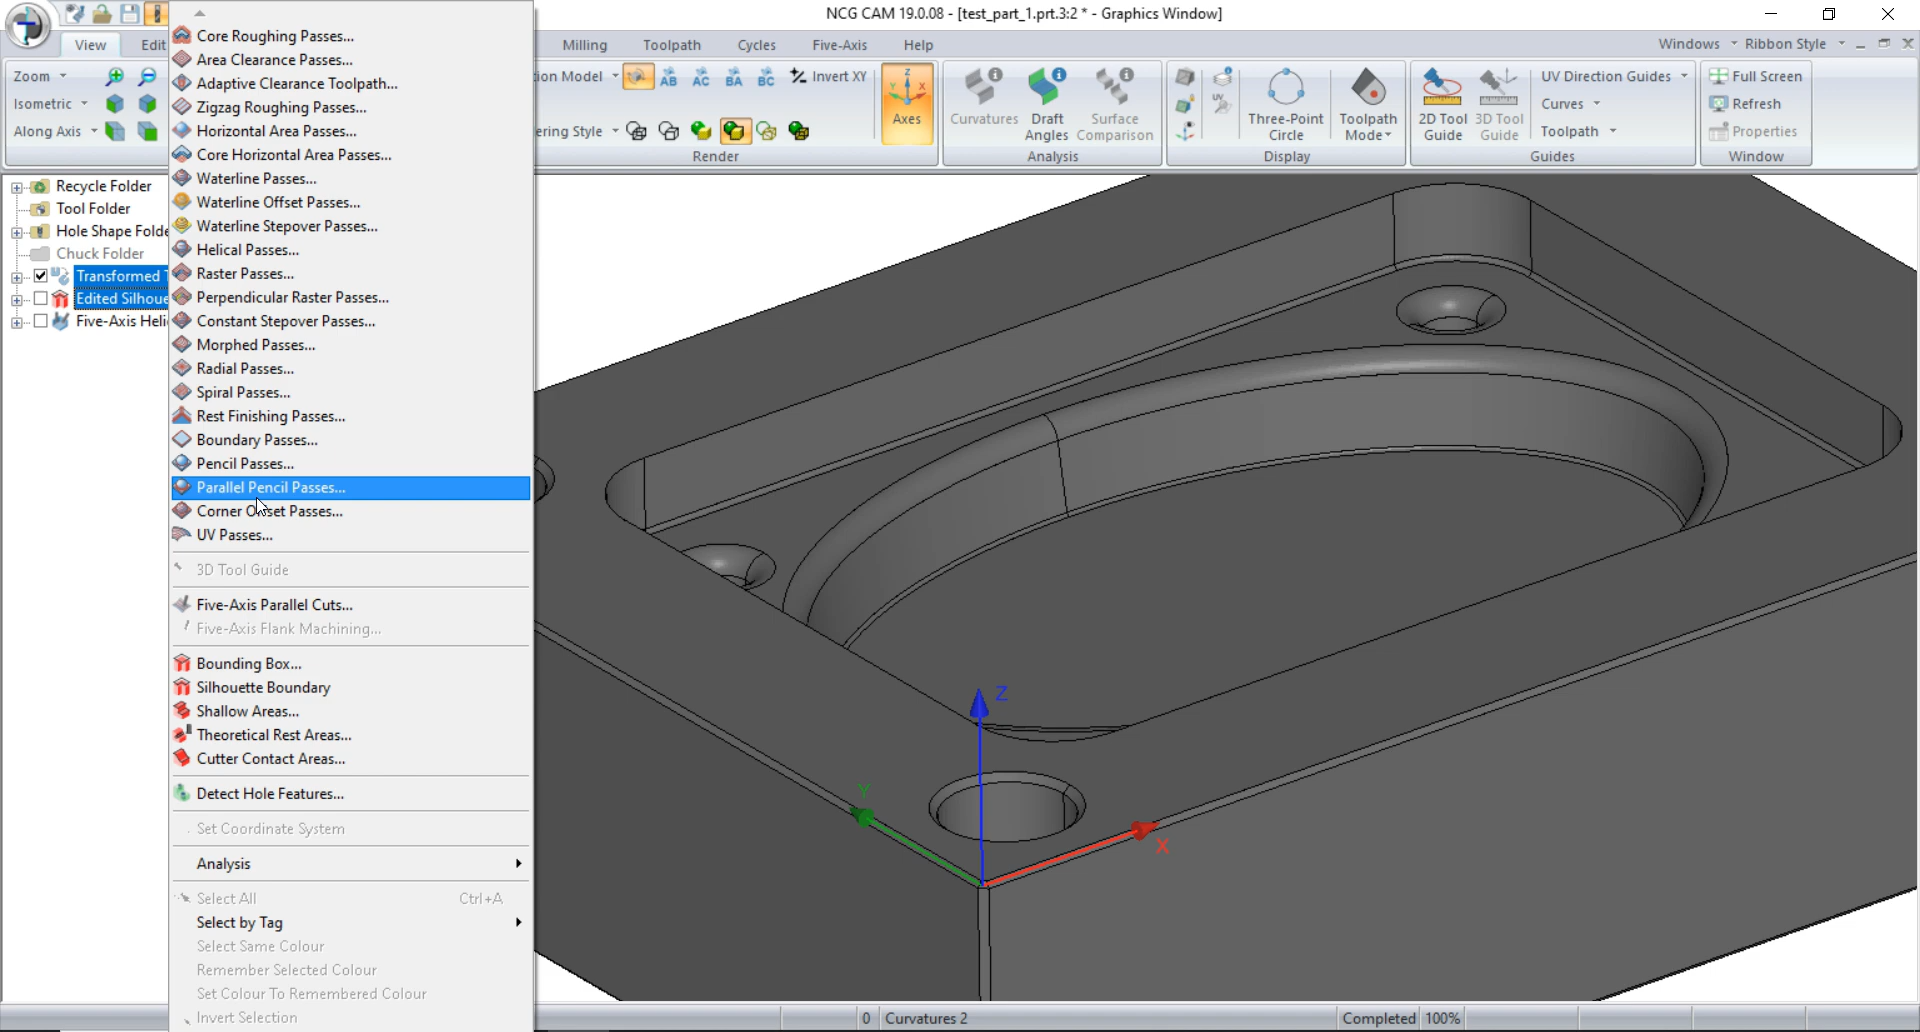 NCG CAM 19.0.08 - [test_part_1.prt.3:2 * - Graphics Window]
View
Edit
Milling
Toolpath
Cycles
Five-Axis
Help
Windows
Ribbon Style
Zoom
Isometric
Along Axis
ion Model
AB
AC
BA
BC
Invert XY
ering Style
Render
Axes
Curvatures
Draft Angles
Surface Comparison
Analysis
UV
Three-Point Circle
Toolpath Mode
Display
2D Tool Guide
3D Tool Guide
UV Direction Guides
Curves
Toolpath
Guides
Full Screen
Refresh
Properties
Window
Recycle Folder
Tool Folder
Hole Shape Folde
Chuck Folder
Transformed T
Edited Silhoue
Five-Axis Heli
Core Roughing Passes...
Area Clearance Passes...
Adaptive Clearance Toolpath...
Zigzag Roughing Passes...
Horizontal Area Passes...
Core Horizontal Area Passes...
Waterline Passes...
Waterline Offset Passes...
Waterline Stepover Passes...
Helical Passes...
Raster Passes...
Perpendicular Raster Passes...
Constant Stepover Passes...
Morphed Passes...
Radial Passes...
Spiral Passes...
Rest Finishing Passes...
Boundary Passes...
Pencil Passes...
Parallel Pencil Passes...
Corner Offset Passes...
UV Passes...
3D Tool Guide
Five-Axis Parallel Cuts...
Five-Axis Flank Machining...
Bounding Box...
Silhouette Boundary
Shallow Areas...
Theoretical Rest Areas...
Cutter Contact Areas...
Detect Hole Features...
Set Coordinate System
Analysis
Select All Ctrl+A
Select by Tag
Select Same Colour
Remember Selected Colour
Set Colour To Remembered Colour
Invert Selection
Z
Y
X
0 Curvatures 2
Completed 100%